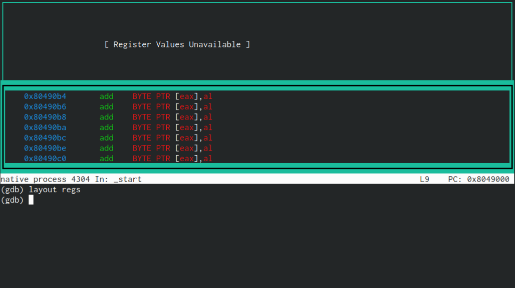 [ Register Values Unavailable ]
0x80490b4 add BYTE PTR [eax],al
0x80490b6 add BYTE PTR [eax],al
0x80490b8 add BYTE PTR [eax],al
0x80490ba add BYTE PTR [eax],al
0x80490bc add BYTE PTR [eax],al
0x80490be add BYTE PTR [eax],al
0x80490c0 add BYTE PTR [eax],al
native process 4304 In: _start L9 PC: 0x8049000
(gdb) layout regs
(gdb)